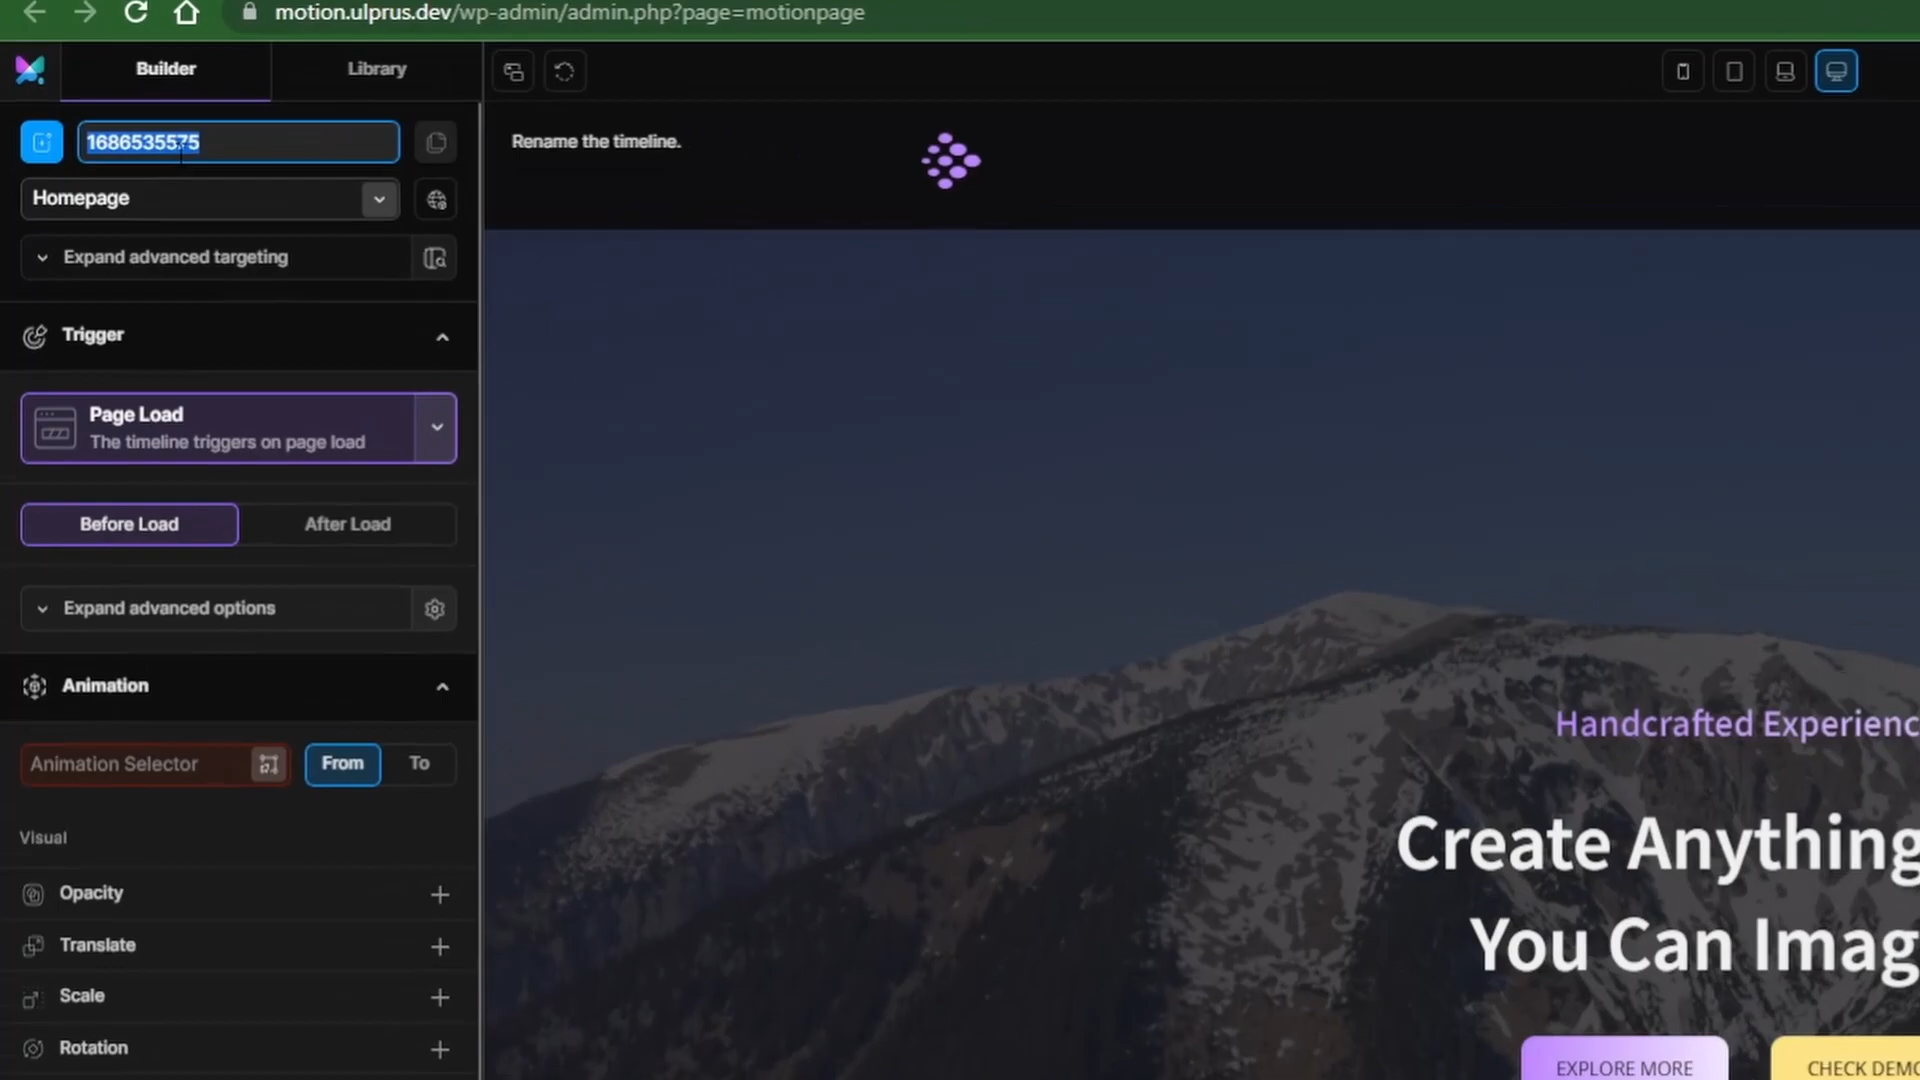 motion.ulprus.dev/wp-admin/admin.php?page=motionpage
Builder
Library
1686535575
Rename the timeline.
Homepage
Expand advanced targeting
Trigger
Page Load
The timeline triggers on page load
Before Load
After Load
Expand advanced options
Animation
Animation Selector
From
To
Visual
Opacity
Translate
Scale
Rotation
Handcrafted Experienc
Create Anything
You Can Imag
EXPLORE MORE
CHECK DEMO